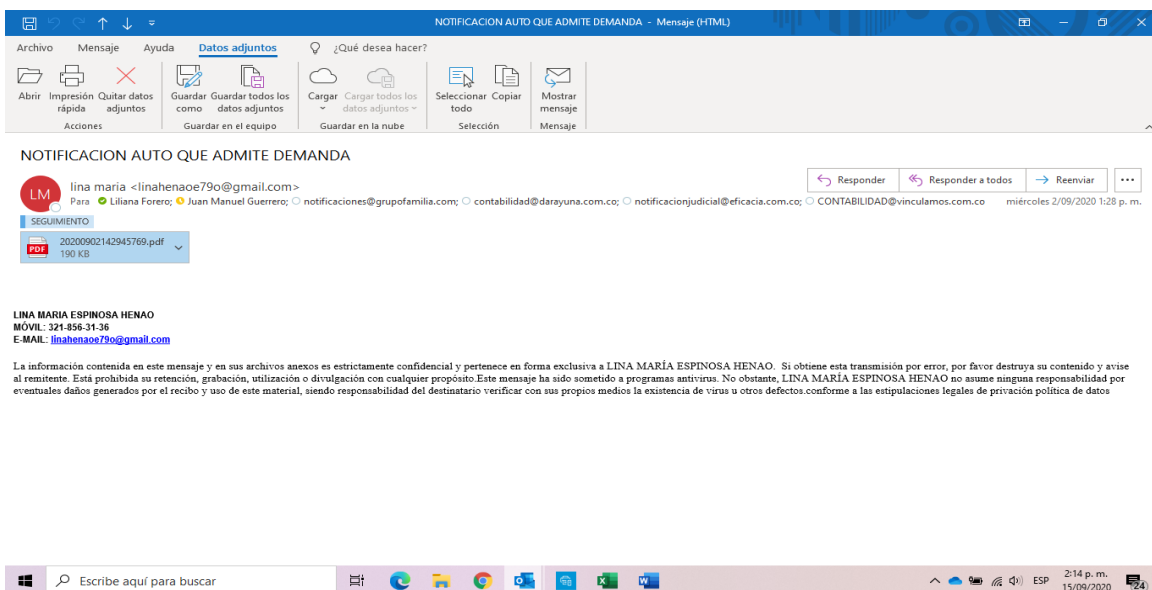 NOTIFICACION AUTO QUE ADMITE DEMANDA - Mensaje (HTML)
Archivo Mensaje Ayuda Datos adjuntos ¿Qué desea hacer?
Abrir Impresión rápida Quitar datos adjuntos Guardar como Guardar todos los datos adjuntos Cargar Cargar todos los datos adjuntos Seleccionar todo Copiar Mostrar mensaje
Acciones Guardar en el equipo Guardar en la nube Selección Mensaje
NOTIFICACION AUTO QUE ADMITE DEMANDA
LM
lina maria <linahenaoe79o@gmail.com>
Responder Responder a todos Reenviar
Para Liliana Forero; Juan Manuel Guerrero; notificaciones@grupofamilia.com; contabilidad@darayuna.com.co; notificacionjudicial@eficacia.com.co; CONTABILIDAD@vinculamos.com.co miércoles 2/09/2020 1:28 p. m.
SEGUIMIENTO
PDF
20200902142945769.pdf
190 KB
LINA MARIA ESPINOSA HENAO
MÓVIL: 321-856-31-36
E-MAIL: linahenaoe79o@gmail.com
La información contenida en este mensaje y en sus archivos anexos es estrictamente confidencial y pertenece en forma exclusiva a LINA MARÍA ESPINOSA HENAO. Si obtiene esta transmisión por error, por favor destruya su contenido y avise
al remitente. Está prohibida su retención, grabación, utilización o divulgación con cualquier propósito.Este mensaje ha sido sometido a programas antivirus. No obstante, LINA MARÍA ESPINOSA HENAO no asume ninguna responsabilidad por
eventuales daños generados por el recibo y uso de este material, siendo responsabilidad del destinatario verificar con sus propios medios la existencia de virus u otros defectos.conforme a las estipulaciones legales de privación política de datos
Escribe aquí para buscar
ESP
2:14 p. m.
15/09/2020
24